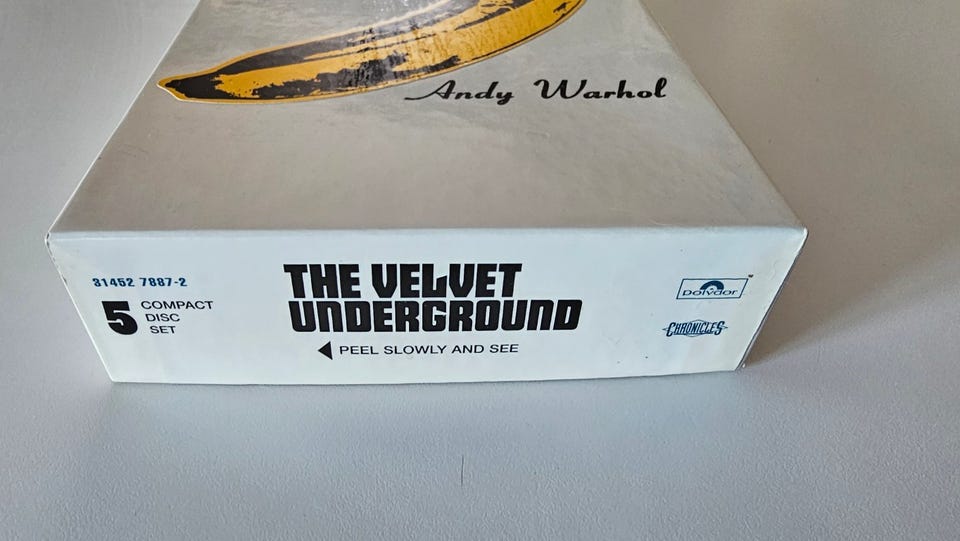 Andy Warhol
31452 7887-2
5 COMPACT
DISC
SET
THE VELVET
UNDERGROUND
PEEL SLOWLY AND SEE
Polydor
CHRONICLES